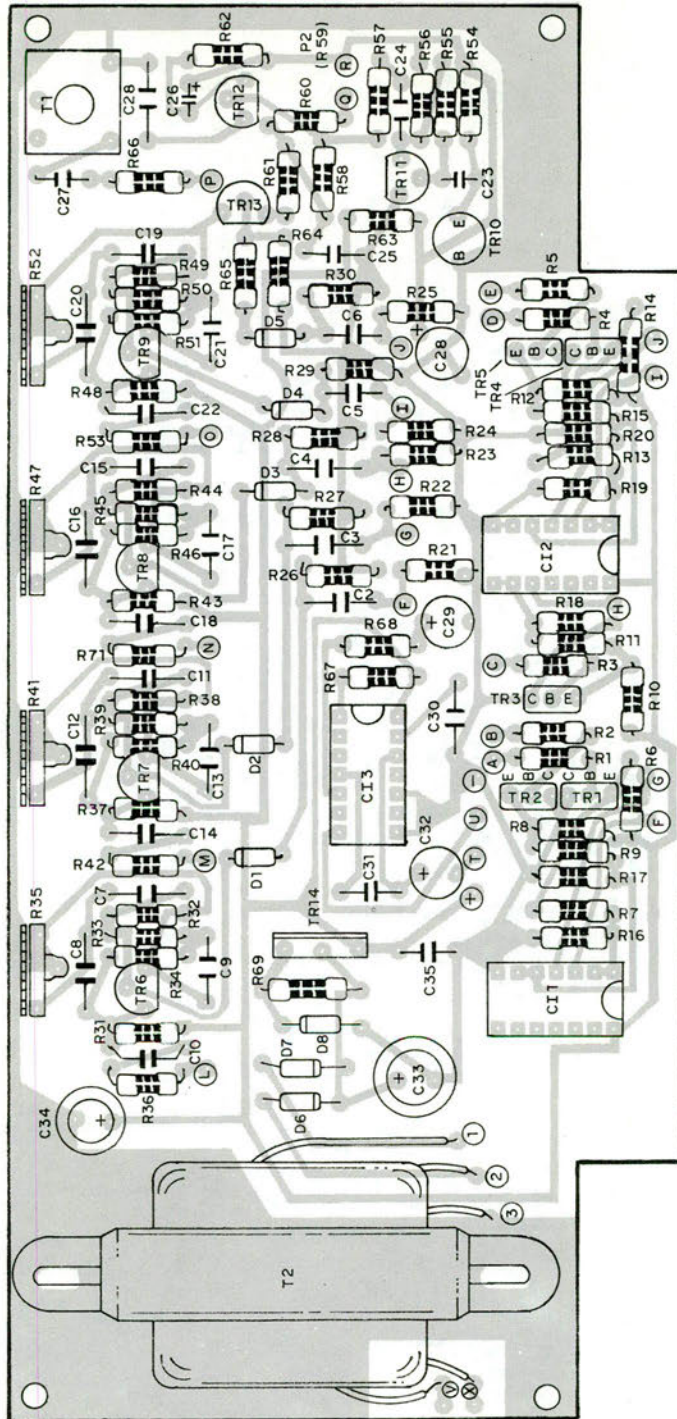 R62
P2
(R59)
R
Q
R57
C24
R56
R55
R54
T1
C28
C26
+
TR12
R60
R66
P
C27
R61
R58
TR11
C23
TR13
R63
B E
TR10
C19
R52
R49
R50
R51
C20
C21
TR9
R65
R64
C25
R30
D5
C6
R25
+
J
C28
R29
C5
E
R5
D
R4
R14
J
I
E B C
C B E
TR5
TR4
R12
R48
C22
D4
I
R15
R53
O
R28
R24
R20
C15
C4
R23
R13
R47
R44
D3
H
R19
R45
R27
R22
C16
R46
C17
G
C3
CI2
TR8
R26
R21
R43
C2
F
+
C29
C18
R68
R18
H
R11
R71
N
C
R3
C11
R67
R41
R38
TR3
C B E
R10
R39
C30
C12
R40
C13
D2
B
R2
TR7
CI3
A
R1
R6
G
F
E B C
C B E
−
TR2
TR1
R37
C14
C32
U
R8
R42
M
D1
+
T
R9
C7
C31
+
R17
R35
R33
R32
TR14
R7
C8
R34
C9
C35
R16
TR6
R69
CI1
R31
D8
C10
D7
C33
+
R36
L
D6
C34
+
1
2
3
T2
V
X